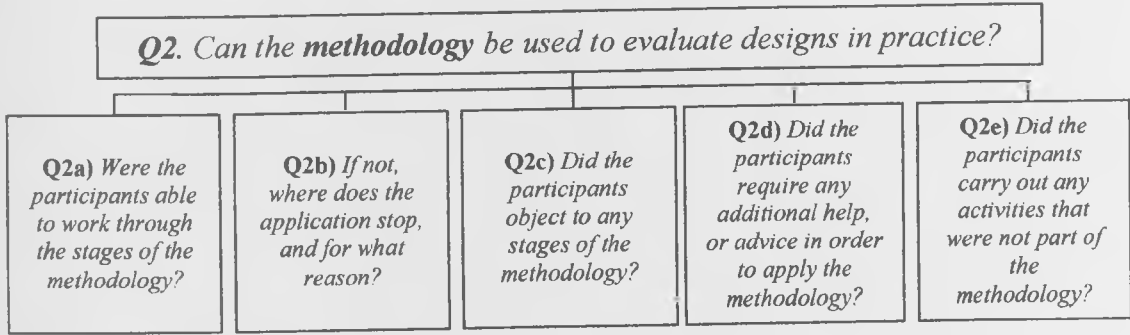 Q2. Can the methodology be used to evaluate designs in practice?
Q2a) Were the
participants able
to work through
the stages of the
methodology?
Q2b) If not,
where does the
application stop,
and for what
reason?
Q2c) Did the
participants
object to any
stages of the
methodology?
Q2d) Did the
participants
require any
additional help,
or advice in order
to apply the
methodology?
Q2e) Did the
participants
carry out any
activities that
were not part of
the
methodology?